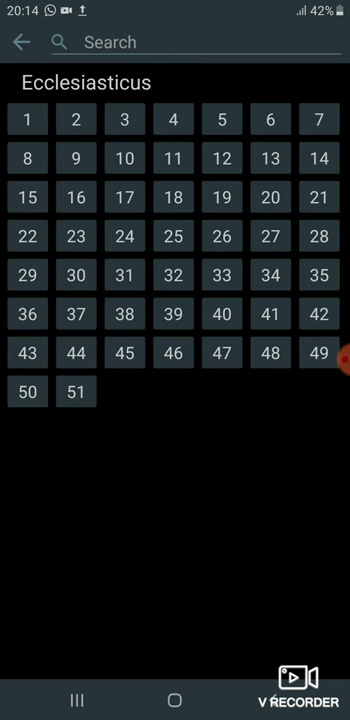 20:14 42%
Search
Ecclesiasticus
1 2 3 4 5 6 7
8 9 10 11 12 13 14
15 16 17 18 19 20 21
22 23 24 25 26 27 28
29 30 31 32 33 34 35
36 37 38 39 40 41 42
43 44 45 46 47 48 49
50 51
V RECORDER